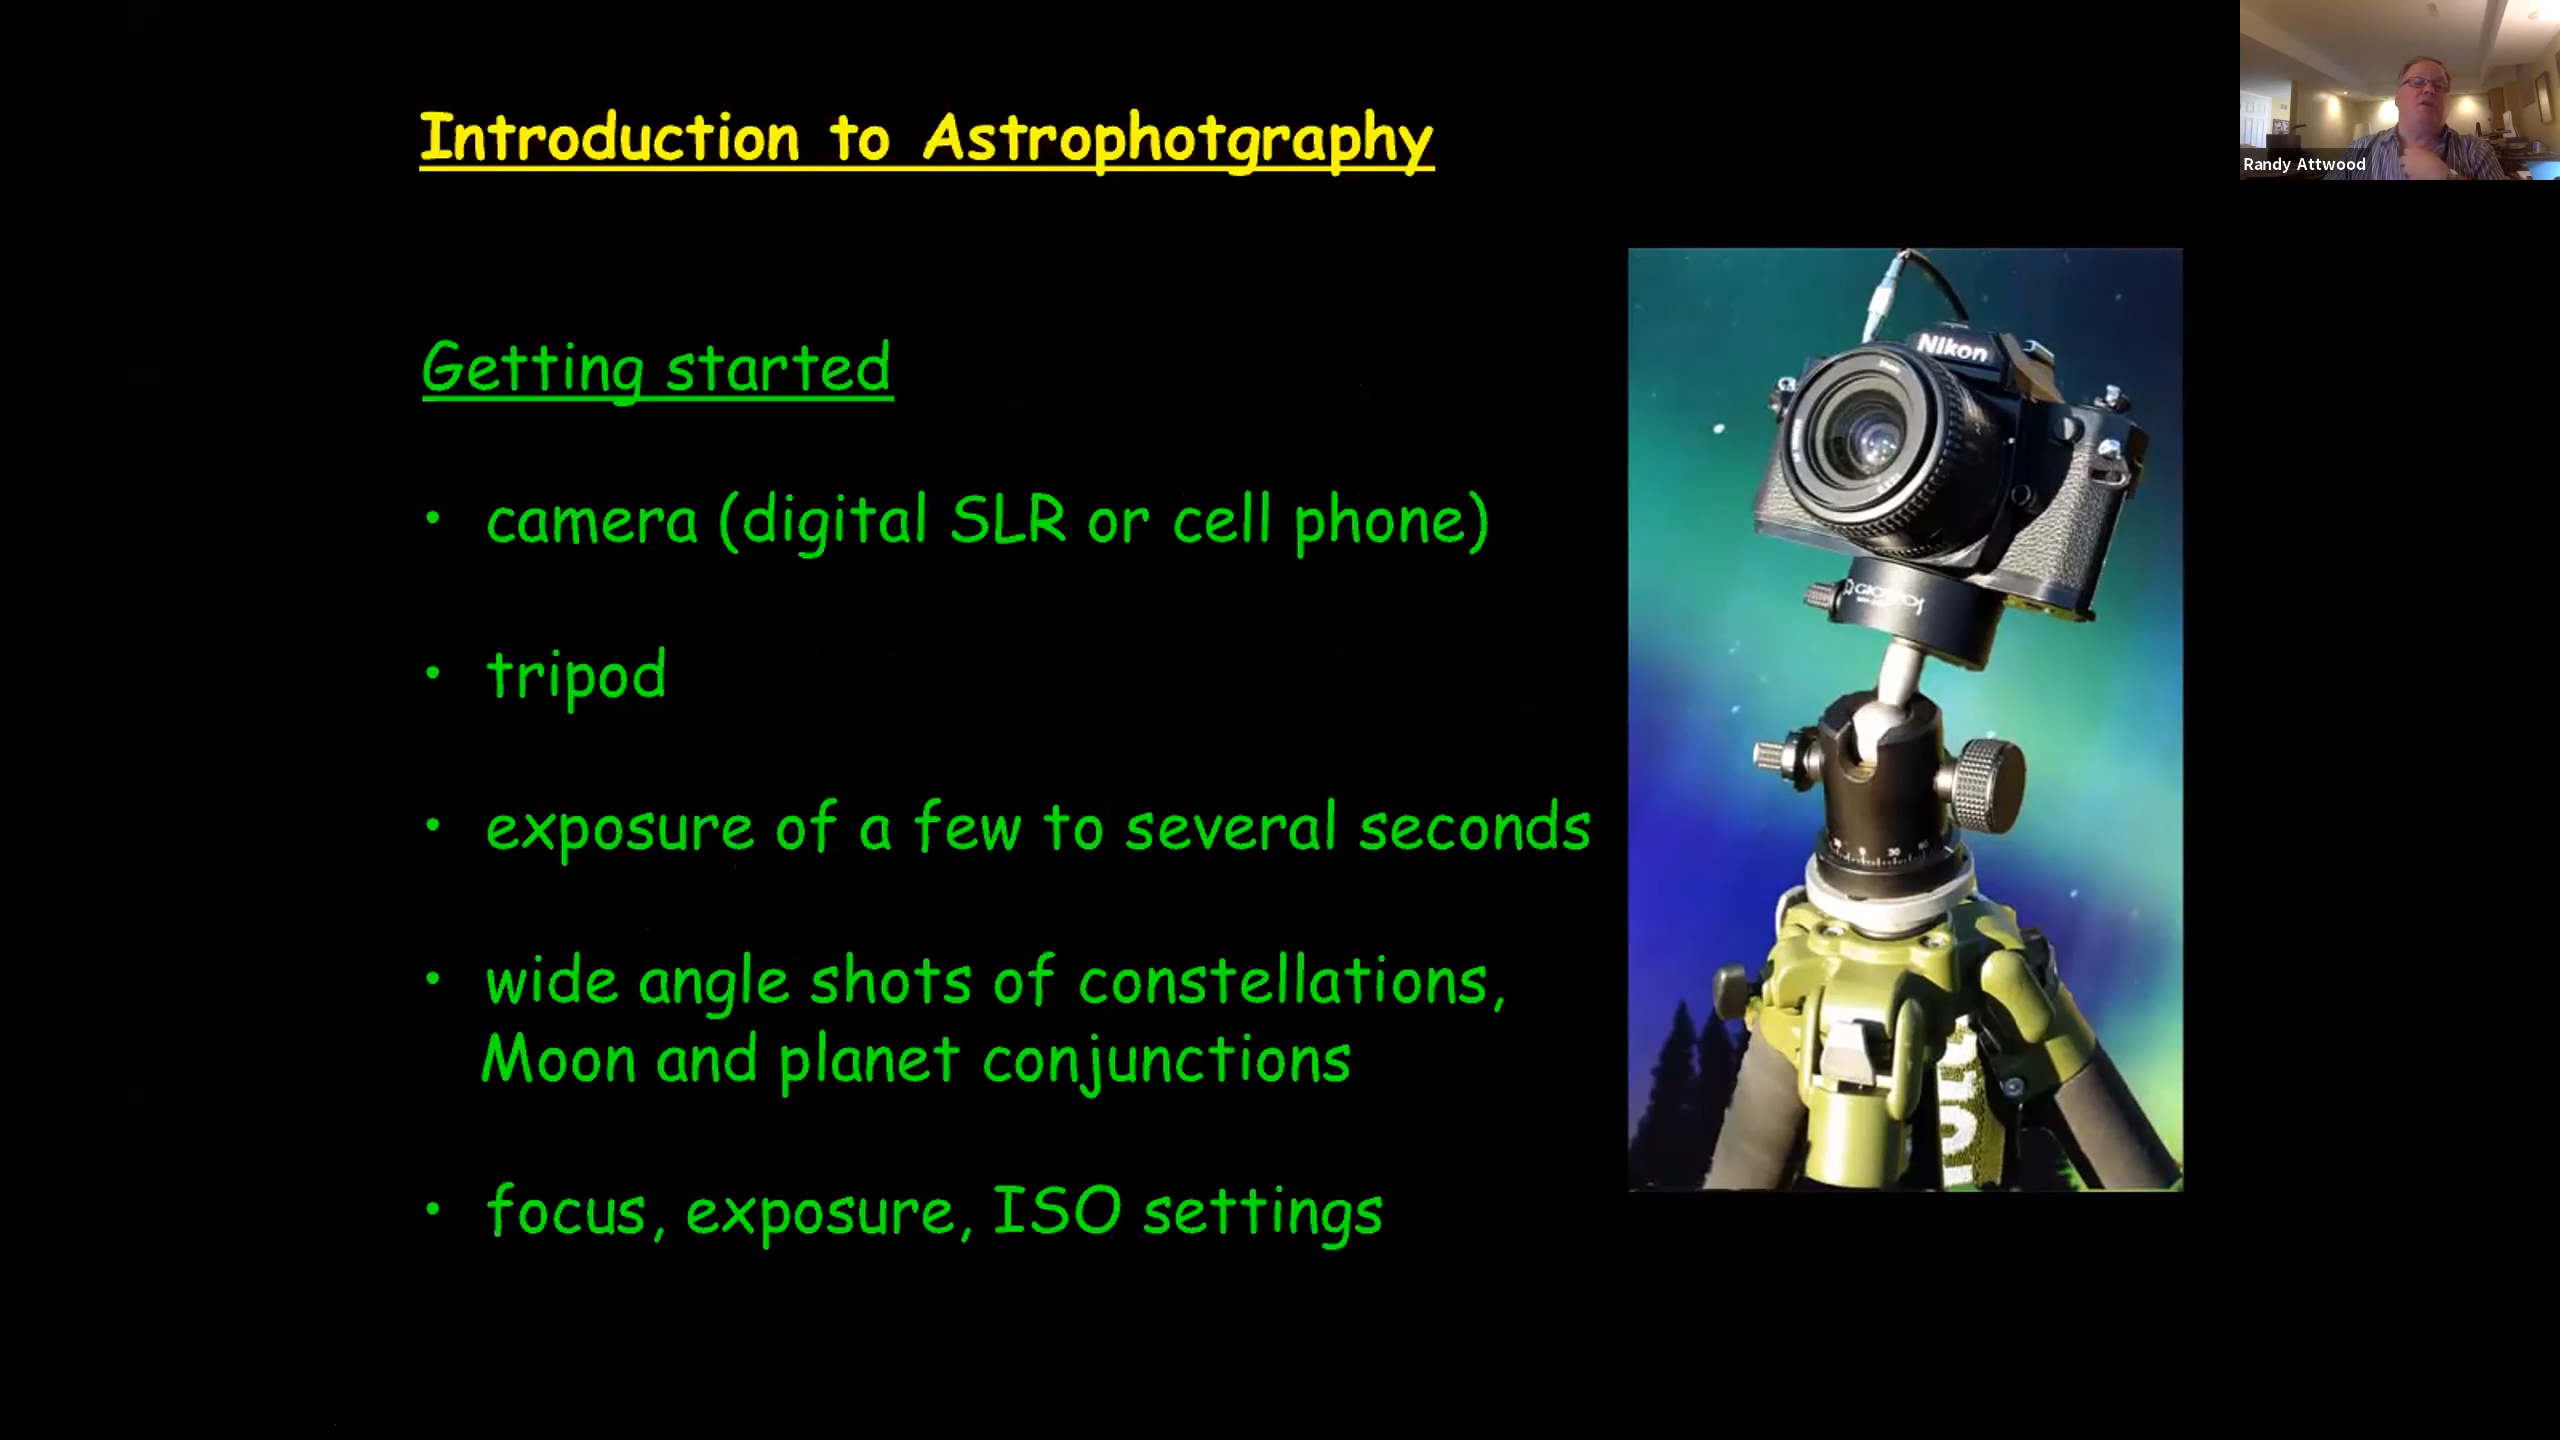 Introduction to Astrophotgraphy
Randy Attwood
Getting started
• camera (digital SLR or cell phone)
• tripod
• exposure of a few to several seconds
• wide angle shots of constellations,
Moon and planet conjunctions
• focus, exposure, ISO settings
Nikon
30